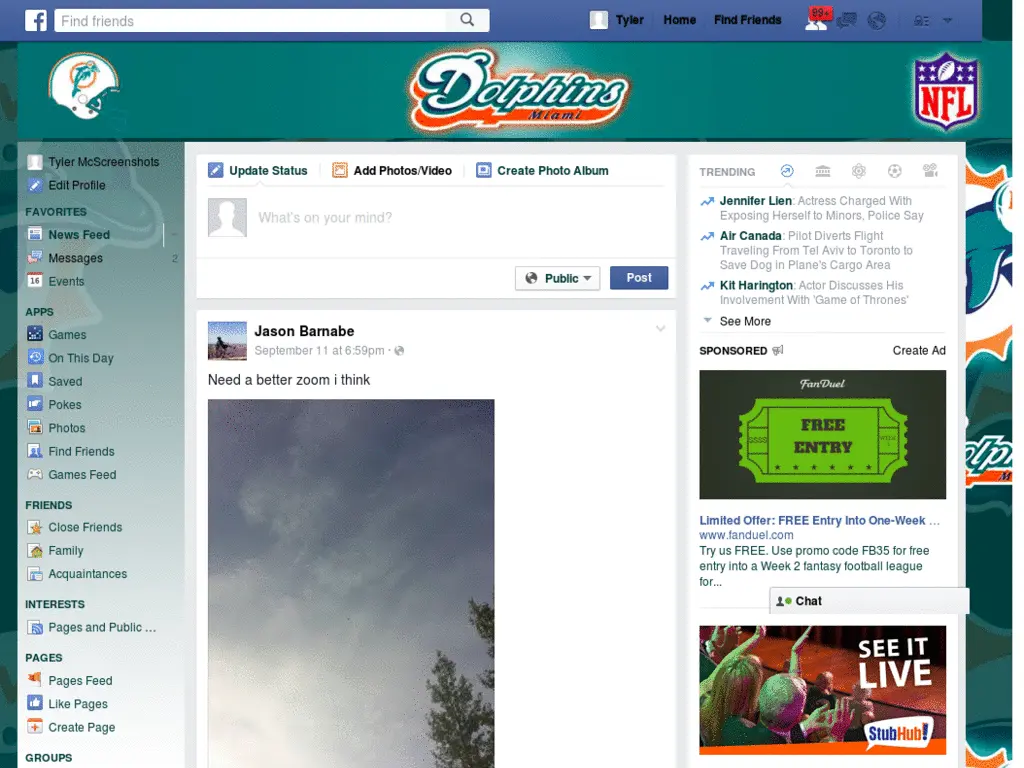 Find friends
Tyler Home Find Friends 99+
Dolphins
Miami
NFL
Tyler McScreenshots
Edit Profile
FAVORITES
News Feed
Messages 2
16 Events
APPS
Games
On This Day
Saved
Pokes
Photos
Find Friends
Games Feed
FRIENDS
Close Friends
Family
Acquaintances
INTERESTS
Pages and Public ...
PAGES
Pages Feed
Like Pages
Create Page
GROUPS
Update Status Add Photos/Video Create Photo Album
What's on your mind?
Public Post
Jason Barnabe
September 11 at 6:59pm ·
Need a better zoom i think
TRENDING
Jennifer Lien: Actress Charged With
Exposing Herself to Minors, Police Say
Air Canada: Pilot Diverts Flight
Traveling From Tel Aviv to Toronto to
Save Dog in Plane's Cargo Area
Kit Harington: Actor Discusses His
Involvement With 'Game of Thrones'
See More
SPONSORED Create Ad
FanDuel
FREE
ENTRY
$$$$
Limited Offer: FREE Entry Into One-Week ...
www.fanduel.com
Try us FREE. Use promo code FB35 for free
entry into a Week 2 fantasy football league
for...
Chat
SEE IT
LIVE
StubHub!